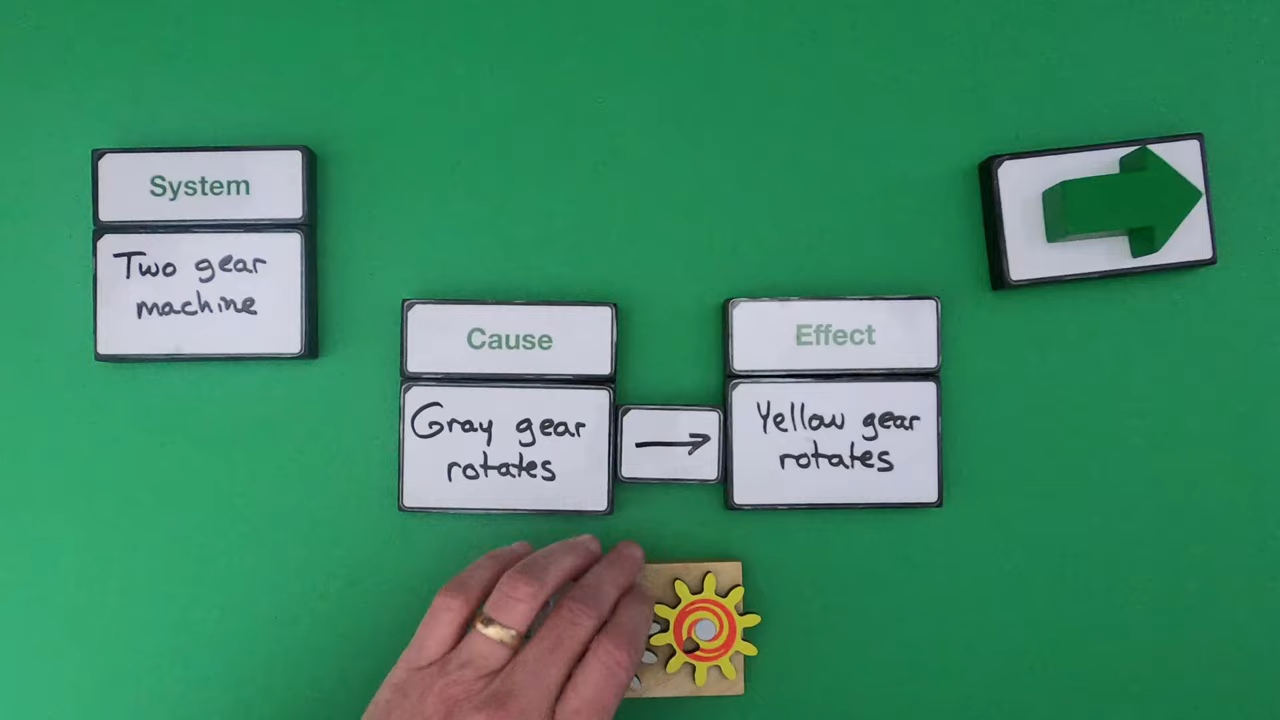 System
Two gear
machine
Cause
Gray gear
rotates
Effect
Yellow gear
rotates